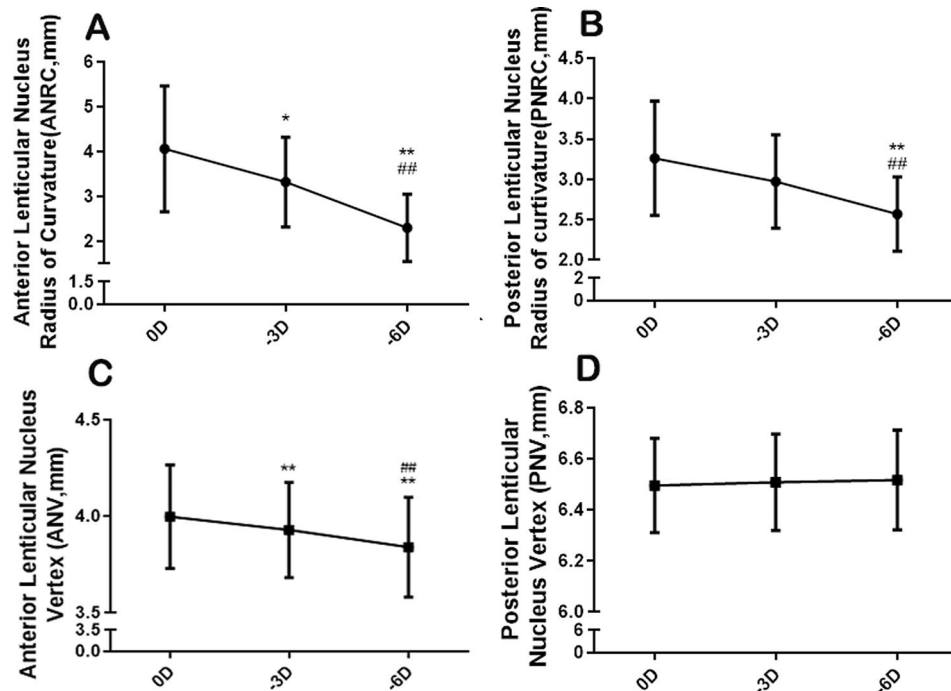 A
Anterior Lenticular Nucleus
Radius of Curvature(ANRC,mm)
6
5
4
3
2
1.5
0.0
*
**
##
0D
-3D
-6D
B
Posterior Lenticular Nucleus
Radius of curtivature(PNRC,mm)
4.5
4.0
3.5
3.0
2.5
2.0
2
0
**
##
0D
-3D
-6D
C
Anterior Lenticular Nucleus
Vertex (ANV,mm)
4.5
4.0
3.5
3.5
0.0
**
##
**
0D
-3D
-6D
D
Posterior Lenticular
Nucleus Vertex (PNV,mm)
6.8
6.6
6.4
6.2
6.0
6
0
0D
-3D
-6D